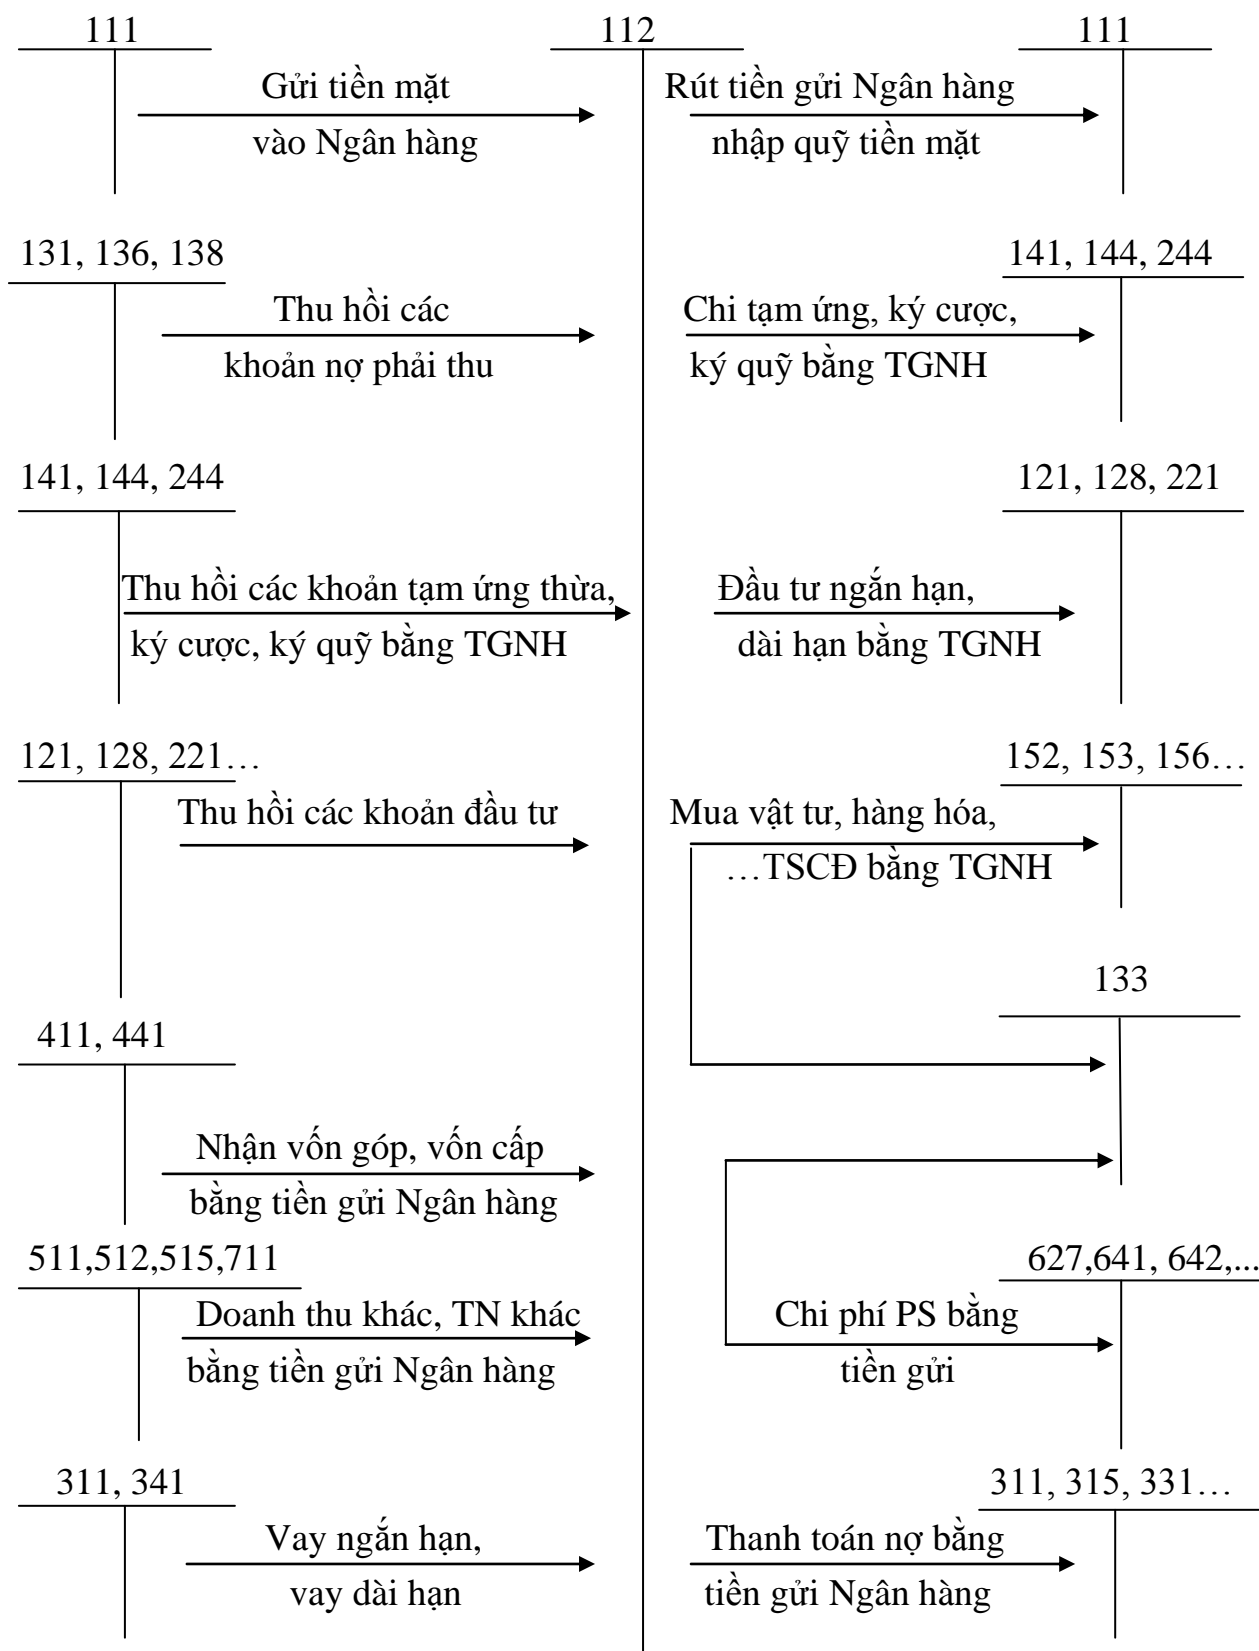 111 112 111
Gửi tiền mặt
vào Ngân hàng
Rút tiền gửi Ngân hàng
nhập quỹ tiền mặt
131, 136, 138
Thu hồi các
khoản nợ phải thu
141, 144, 244
Chi tạm ứng, ký cược,
ký quỹ bằng TGNH
141, 144, 244
Thu hồi các khoản tạm ứng thừa,
ký cược, ký quỹ bằng TGNH
121, 128, 221
Đầu tư ngắn hạn,
dài hạn bằng TGNH
121, 128, 221…
Thu hồi các khoản đầu tư
152, 153, 156…
Mua vật tư, hàng hóa,
…TSCĐ bằng TGNH
133
411, 441
Nhận vốn góp, vốn cấp
bằng tiền gửi Ngân hàng
511,512,515,711
Doanh thu khác, TN khác
bằng tiền gửi Ngân hàng
627,641, 642,...
Chi phí PS bằng
tiền gửi
311, 341
Vay ngắn hạn,
vay dài hạn
311, 315, 331…
Thanh toán nợ bằng
tiền gửi Ngân hàng